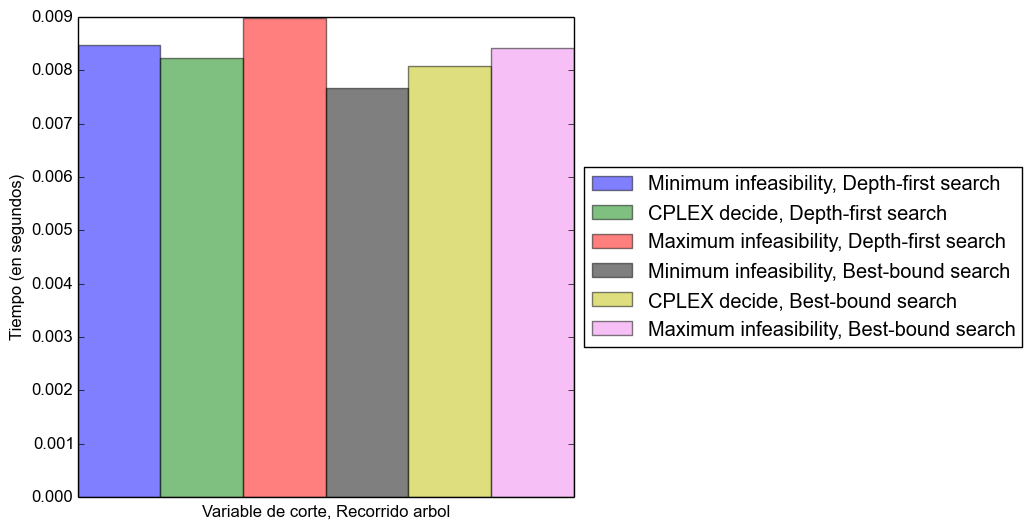 0.009
0.008
0.007
0.006
0.005
0.004
0.003
0.002
0.001
0.000
Tiempo (en segundos)
Variable de corte, Recorrido arbol
Minimum infeasibility, Depth-first search
CPLEX decide, Depth-first search
Maximum infeasibility, Depth-first search
Minimum infeasibility, Best-bound search
CPLEX decide, Best-bound search
Maximum infeasibility, Best-bound search